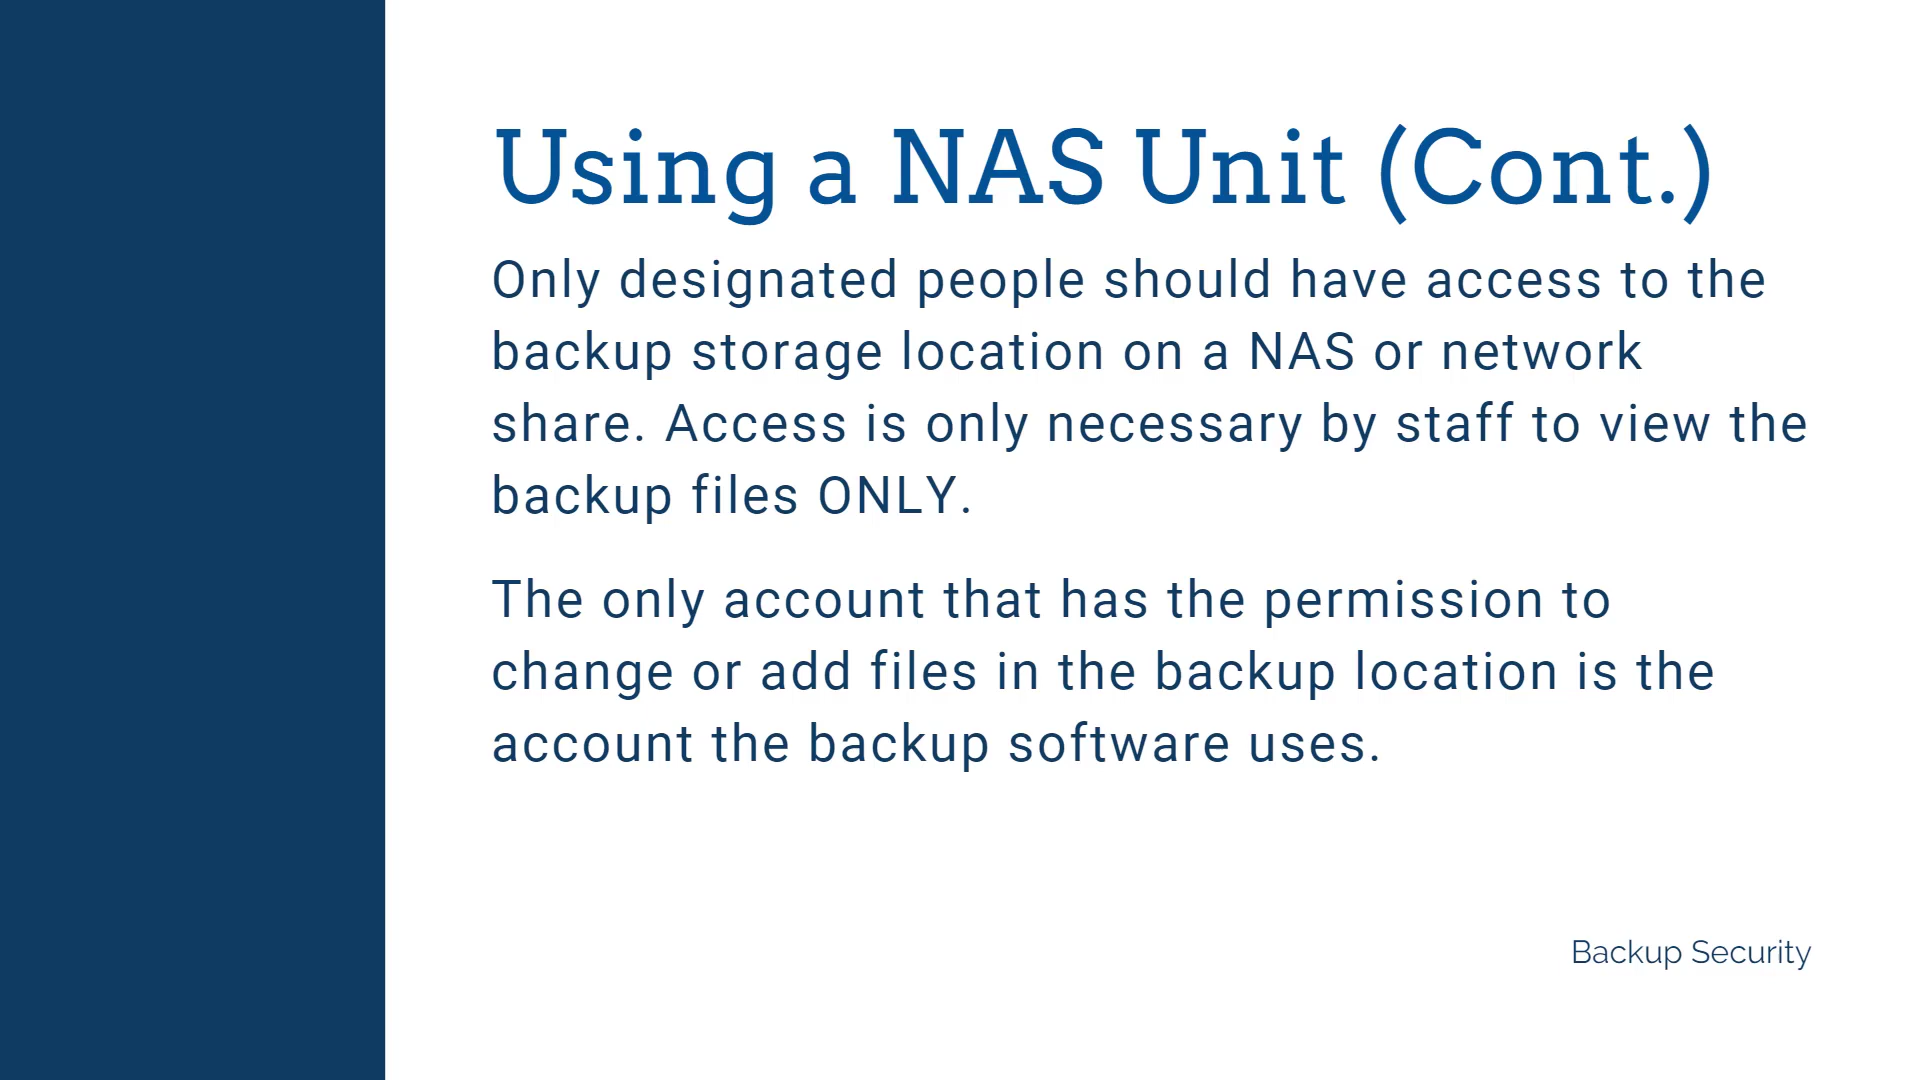 Using a NAS Unit (Cont.)
Only designated people should have access to the
backup storage location on a NAS or network
share. Access is only necessary by staff to view the
backup files ONLY.
The only account that has the permission to
change or add files in the backup location is the
account the backup software uses.
Backup Security